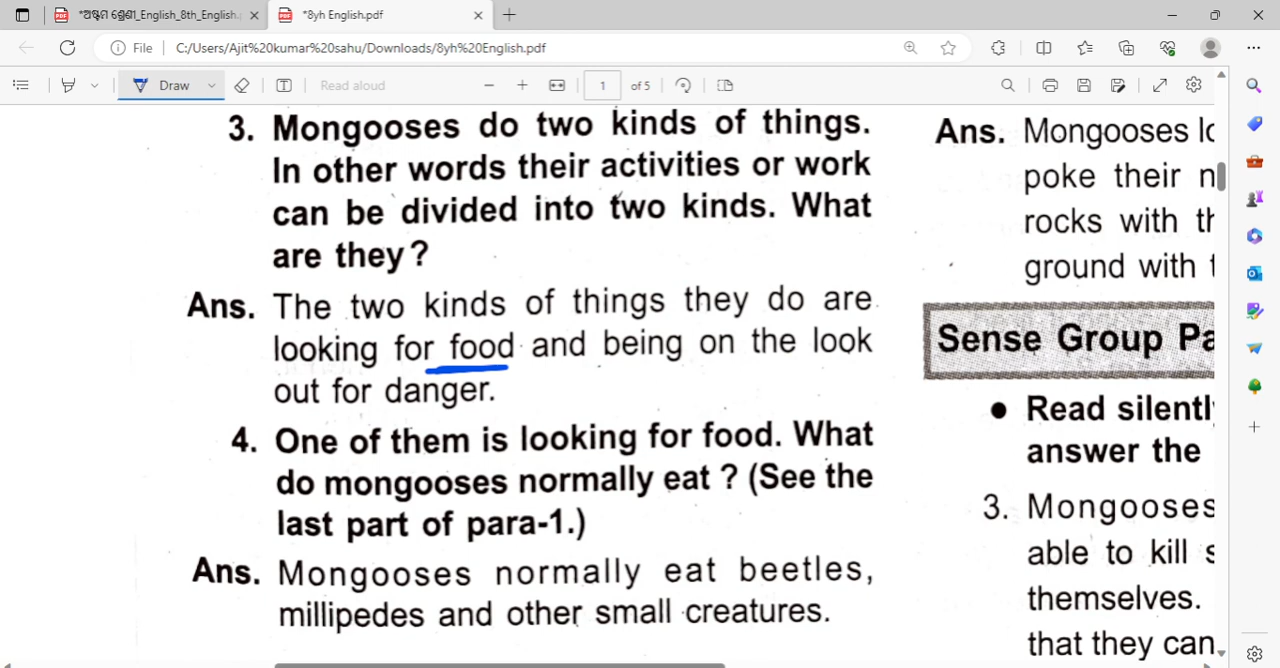 *ଅଷ୍ଟମ ଶ୍ରେଣୀ_English_8th_English.
*8yh English.pdf
File
C:/Users/Ajit%20kumar%20sahu/Downloads/8yh%20English.pdf
Draw
Read aloud
1
of 5
3. Mongooses do two kinds of things.
In other words their activities or work
can be divided into two kinds. What
are they?
Ans. The two kinds of things they do are
looking for food and being on the look
out for danger.
4. One of them is looking for food. What
do mongooses normally eat ? (See the
last part of para-1.)
Ans. Mongooses normally eat beetles,
millipedes and other small creatures.
Ans. Mongooses lo
poke their n
rocks with th
ground with t
Sense Group Pa
• Read silently
answer the
3. Mongooses
able to kill s
themselves.
that they can